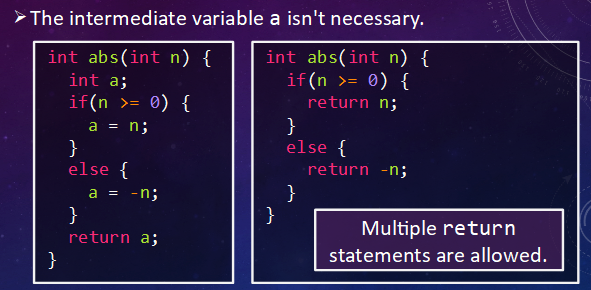 ➤ The intermediate variable a isn't necessary.
int abs(int n) {
  int a;
  if(n >= 0) {
    a = n;
  }
  else {
    a = -n;
  }
  return a;
}
int abs(int n) {
  if(n >= 0) {
    return n;
  }
  else {
    return -n;
  }
}
Multiple return
statements are allowed.